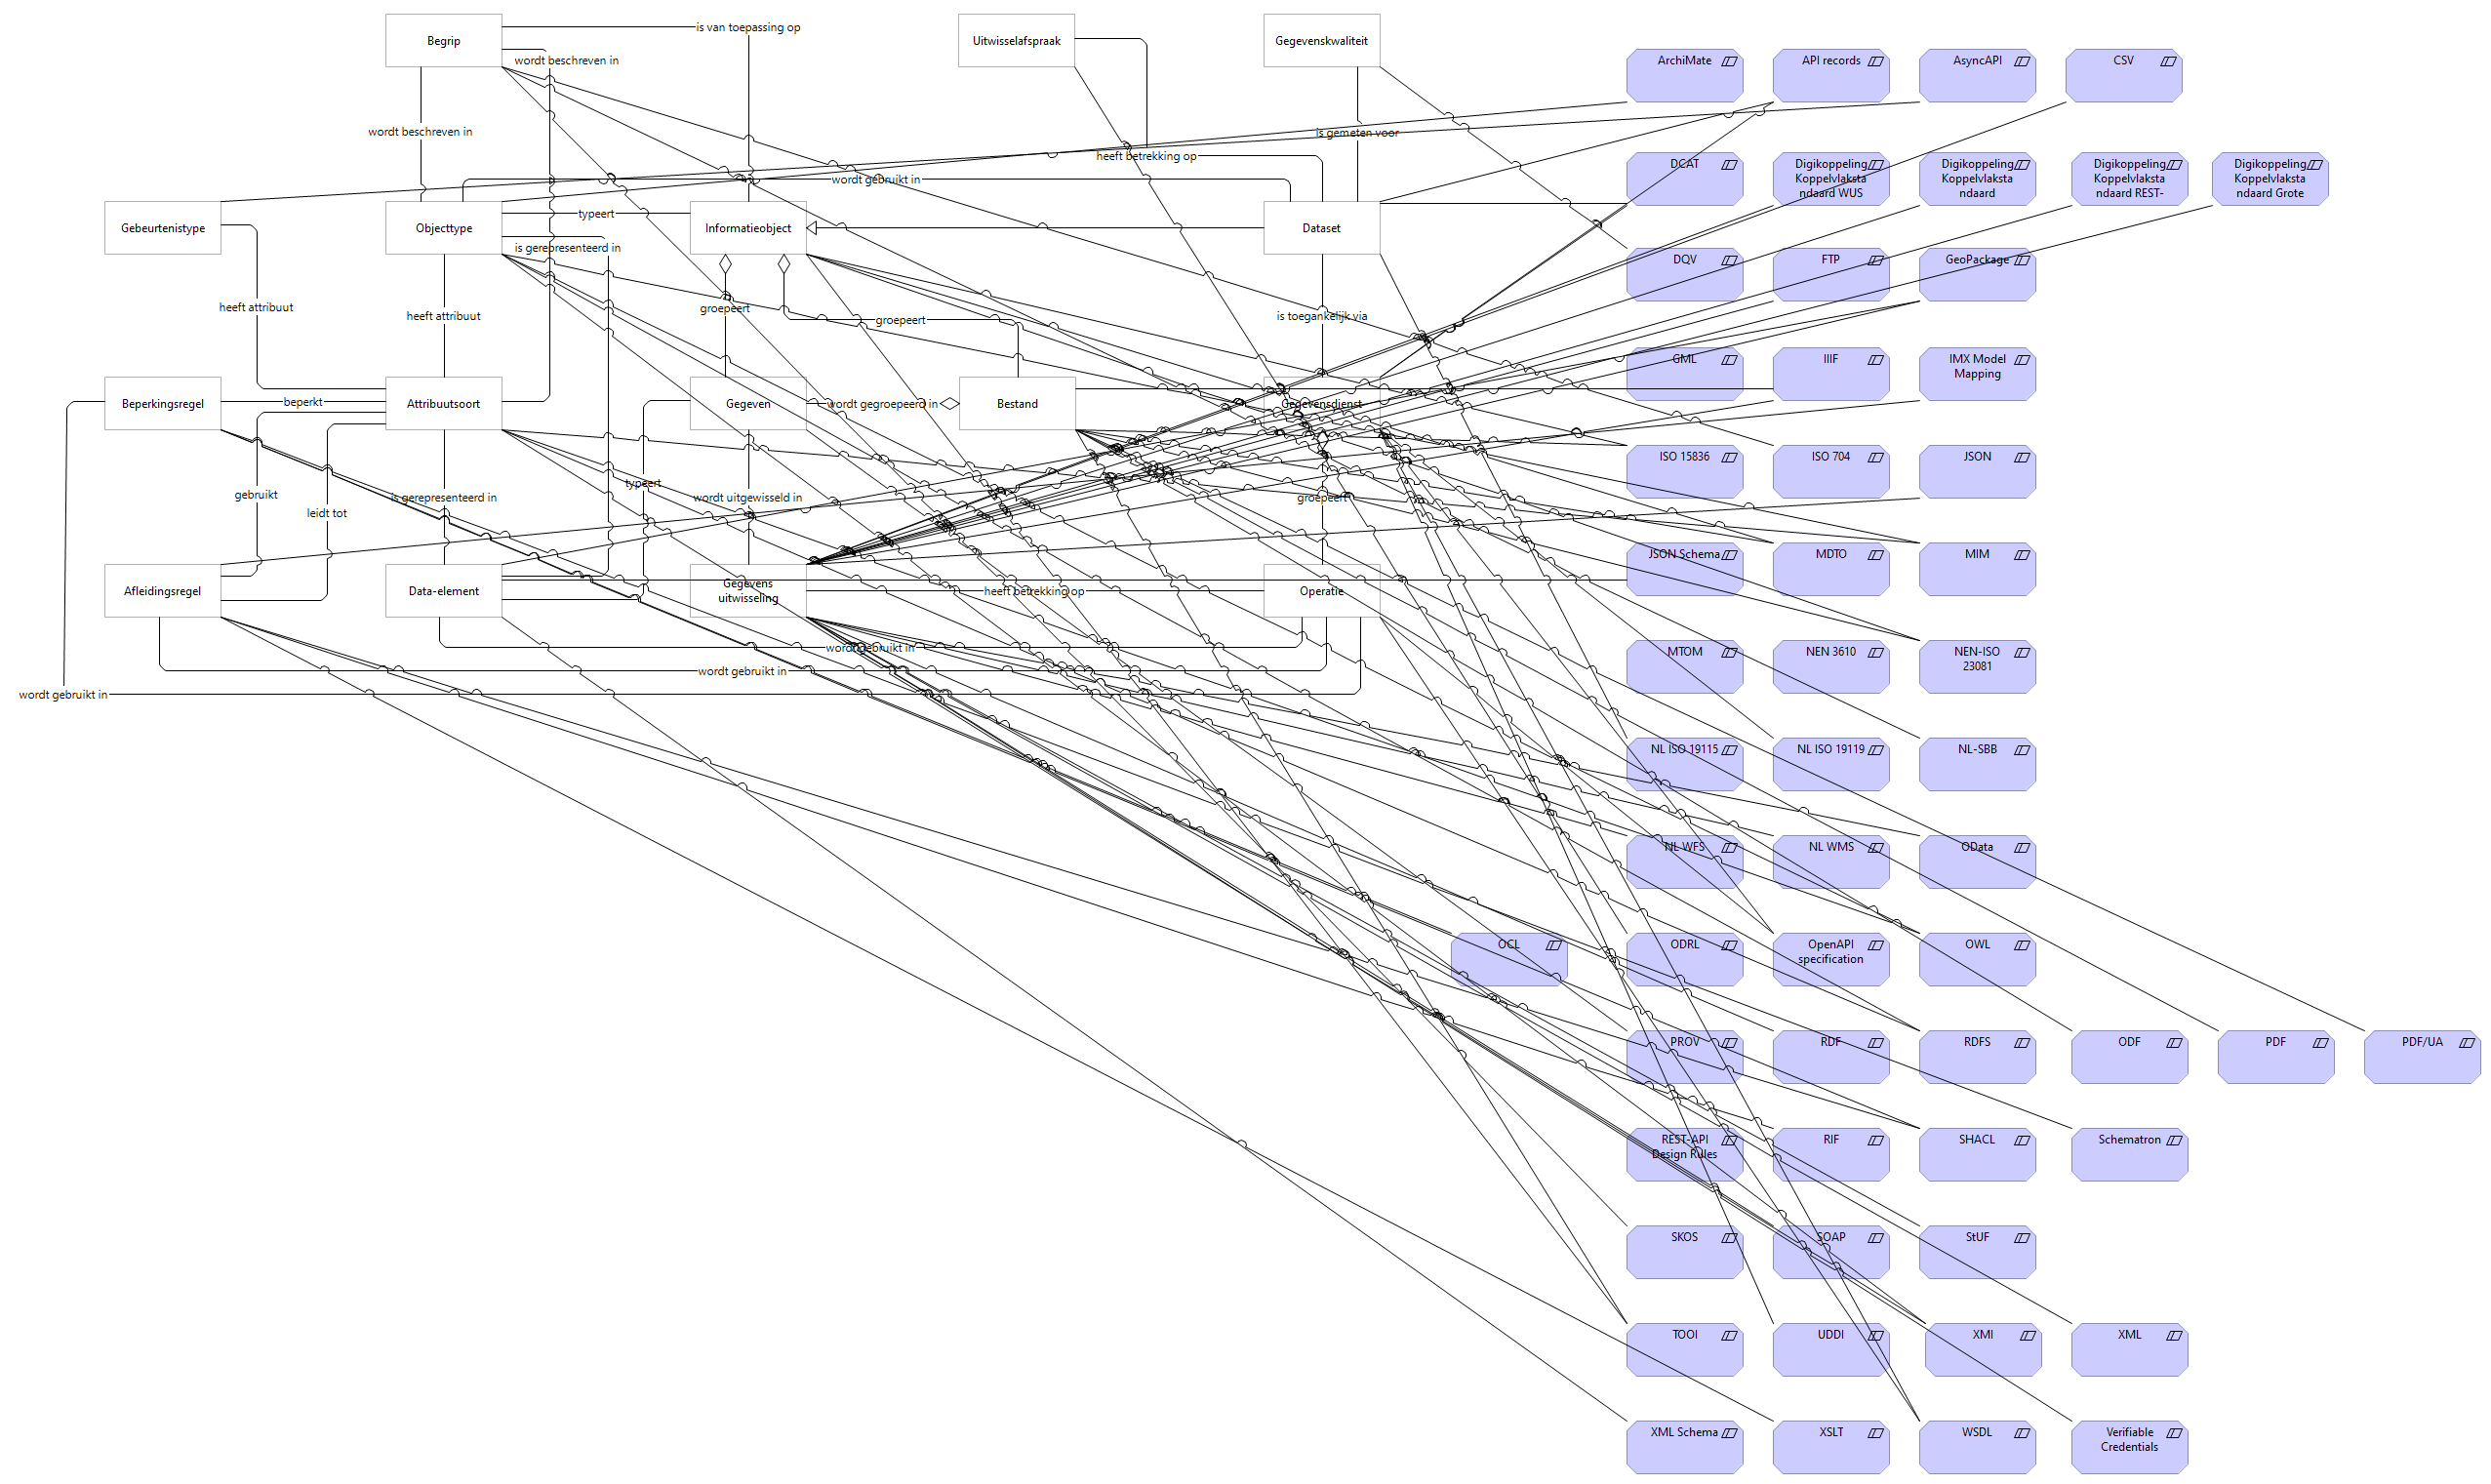 Begrip
is van toepassing op
Uitwisselafspraak
Gegevenskwaliteit
wordt beschreven in
ArchiMate
API records
AsyncAPI
CSV
wordt beschreven in
is gemeten voor
heeft betrekking op
wordt gebruikt in
DCAT
Digikoppeling
Koppelvlaksta
ndaard WUS
Digikoppeling
Koppelvlaksta
ndaard
Digikoppeling
Koppelvlaksta
ndaard REST-
Digikoppeling
Koppelvlaksta
ndaard Grote
Gebeurtenistype
Objecttype
typeert
Informatieobject
Dataset
is gerepresenteerd in
DQV
FTP
GeoPackage
heeft attribuut
heeft attribuut
groepeert
groepeert
is toegankelijk via
GML
IIIF
IMX Model
Mapping
Beperkingsregel
beperkt
Attribuutsoort
Gegeven
wordt gegroepeerd in
Bestand
Gegevensdienst
ISO 15836
ISO 704
JSON
gebruikt
leidt tot
is gerepresenteerd in
typeert
wordt uitgewisseld in
groepeert
JSON Schema
MDTO
MIM
Afleidingsregel
Data-element
Gegevens
uitwisseling
heeft betrekking op
Operatie
wordt gebruikt in
wordt gebruikt in
wordt gebruikt in
MTOM
NEN 3610
NEN-ISO
23081
NL ISO 19115
NL ISO 19119
NL-SBB
NL WFS
NL WMS
OData
OCL
ODRL
OpenAPI
specification
OWL
PROV
RDF
RDFS
ODF
PDF
PDF/UA
REST-API
Design Rules
RIF
SHACL
Schematron
SKOS
SOAP
StUF
TOOI
UDDI
XMI
XML
XML Schema
XSLT
WSDL
Verifiable
Credentials